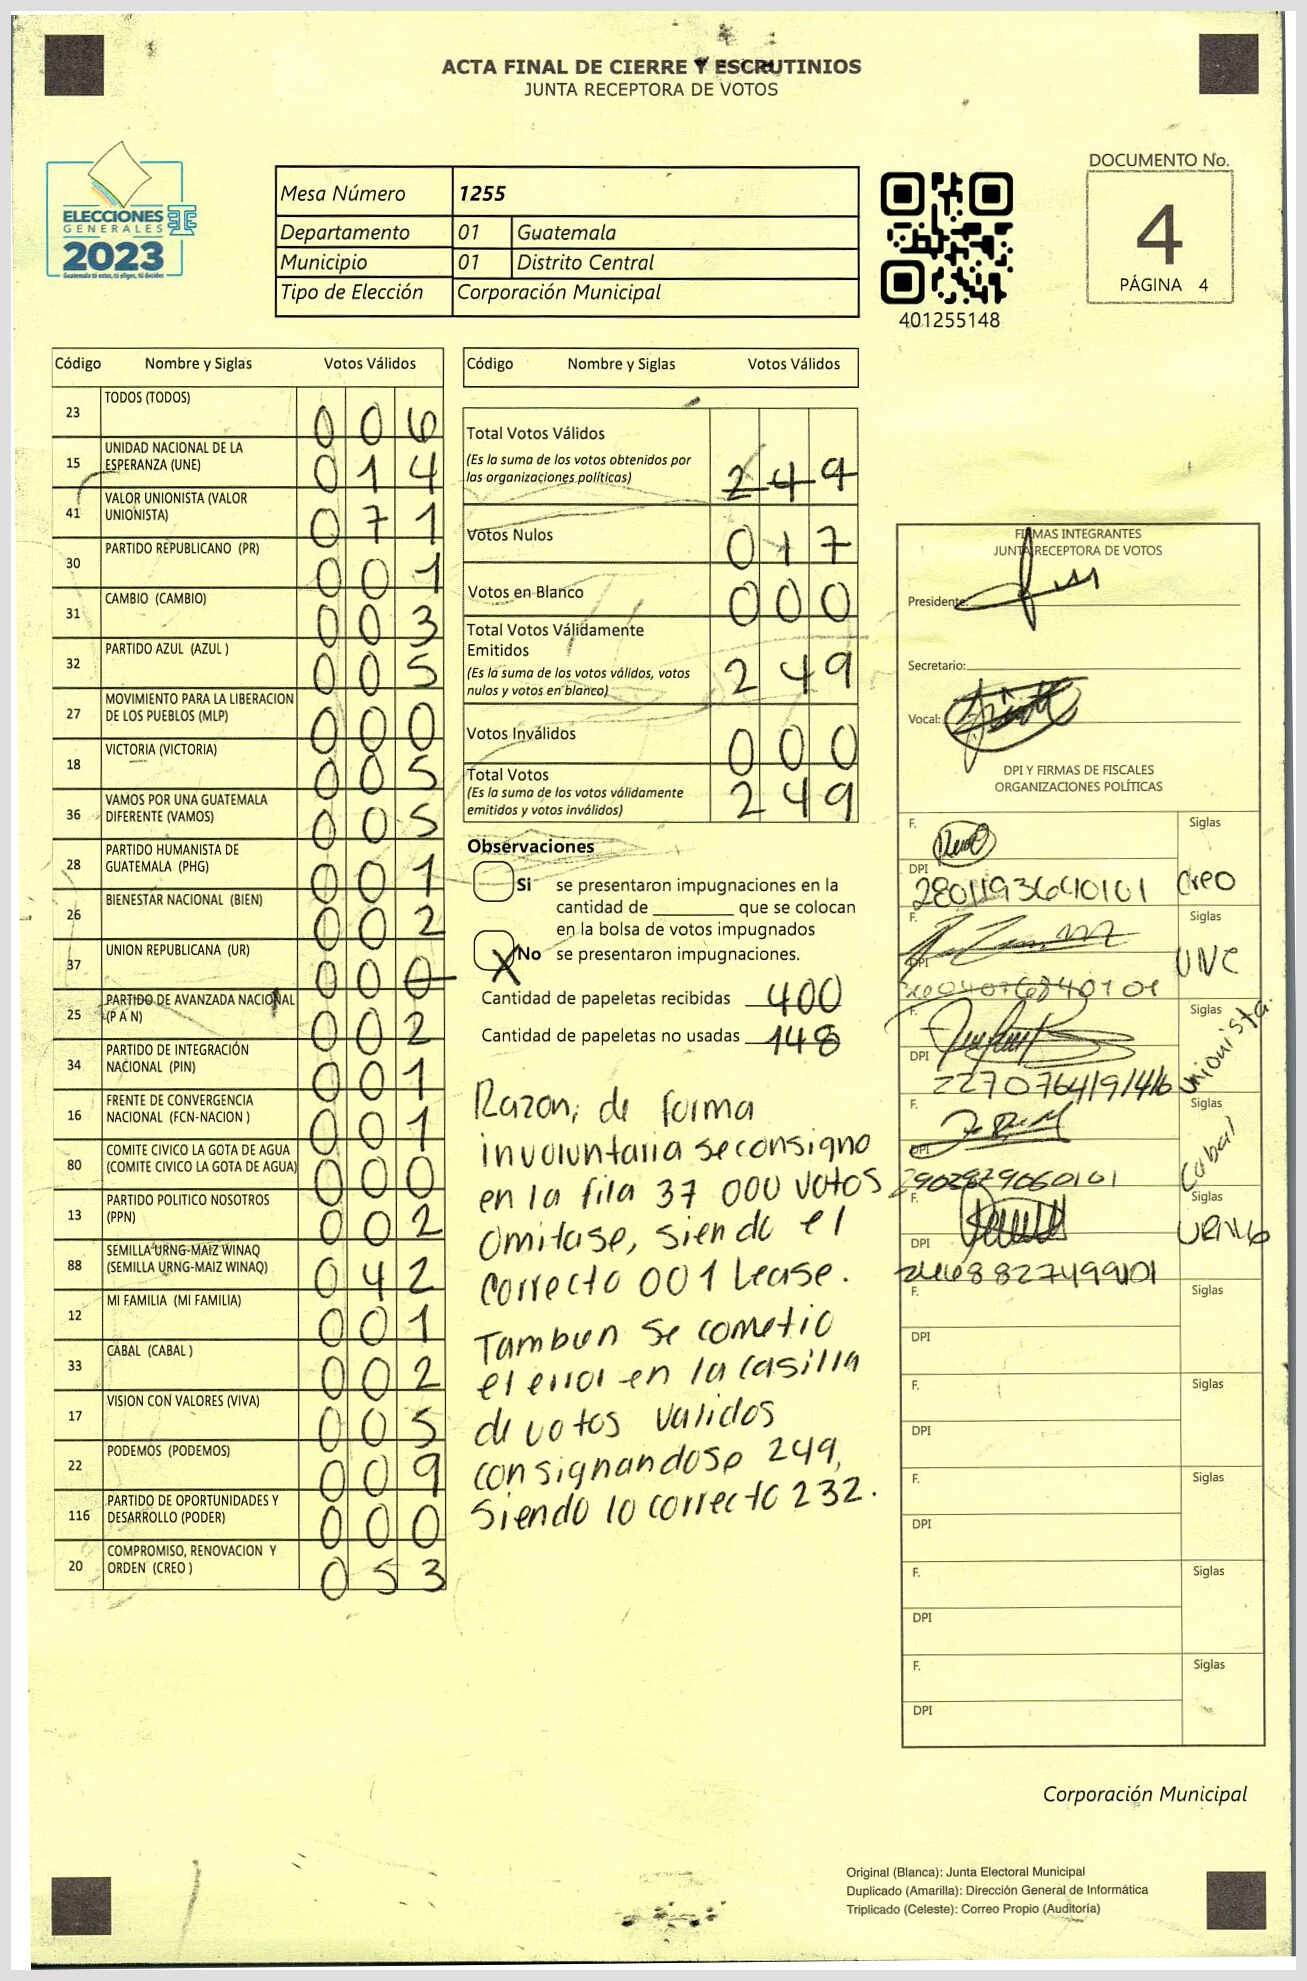 ACTA FINAL DE CIERRE Y ESCRUTINIOS
JUNTA RECEPTORA DE VOTOS
ELECCIONES
GENERALES
2023
Guatemala tú estas, tú eliges, tú decides
Mesa Número 1255
Departamento 01 Guatemala
Municipio 01 Distrito Central
Tipo de Elección Corporación Municipal
401255148
DOCUMENTO No.
4
PÁGINA 4
Código Nombre y Siglas Votos Válidos
23 TODOS (TODOS) 0 0 6
15 UNIDAD NACIONAL DE LA ESPERANZA (UNE) 0 1 4
41 VALOR UNIONISTA (VALOR UNIONISTA) 0 7 1
30 PARTIDO REPUBLICANO (PR) 0 0 1
31 CAMBIO (CAMBIO) 0 0 3
32 PARTIDO AZUL (AZUL ) 0 0 5
27 MOVIMIENTO PARA LA LIBERACION DE LOS PUEBLOS (MLP) 0 0 0
18 VICTORIA (VICTORIA) 0 0 5
36 VAMOS POR UNA GUATEMALA DIFERENTE (VAMOS) 0 0 5
28 PARTIDO HUMANISTA DE GUATEMALA (PHG) 0 0 1
26 BIENESTAR NACIONAL (BIEN) 0 0 2
37 UNION REPUBLICANA (UR) 0 0 0
25 PARTIDO DE AVANZADA NACIONAL (P A N) 0 0 2
34 PARTIDO DE INTEGRACIÓN NACIONAL (PIN) 0 0 1
16 FRENTE DE CONVERGENCIA NACIONAL (FCN-NACION ) 0 0 1
80 COMITE CIVICO LA GOTA DE AGUA (COMITE CIVICO LA GOTA DE AGUA) 0 0 0
13 PARTIDO POLITICO NOSOTROS (PPN) 0 0 2
88 SEMILLA URNG-MAIZ WINAQ (SEMILLA URNG-MAIZ WINAQ) 0 4 2
12 MI FAMILIA (MI FAMILIA) 0 0 1
33 CABAL (CABAL ) 0 0 2
17 VISION CON VALORES (VIVA) 0 0 5
22 PODEMOS (PODEMOS) 0 0 9
116 PARTIDO DE OPORTUNIDADES Y DESARROLLO (PODER) 0 0 0
20 COMPROMISO, RENOVACION Y ORDEN (CREO ) 0 5 3
Código Nombre y Siglas Votos Válidos
Total Votos Válidos 2 4 9
(Es la suma de los votos obtenidos por
las organizaciones políticas)
Votos Nulos 0 1 7
Votos en Blanco 0 0 0
Total Votos Válidamente
Emitidos 2 4 9
(Es la suma de los votos válidos, votos
nulos y votos en blanco)
Votos Inválidos 0 0 0
Total Votos 2 4 9
(Es la suma de los votos válidamente
emitidos y votos inválidos)
Observaciones
Si se presentaron impugnaciones en la
cantidad de ________ que se colocan
en la bolsa de votos impugnados
X No se presentaron impugnaciones.
Cantidad de papeletas recibidas 400
Cantidad de papeletas no usadas 148
Razon; de forma
involuntaria se consigno
en la fila 37 000 votos
omitase, siendo el
correcto 001 Lease.
Tambien se cometio
el error en la casilla
de votos validos
consignandose 249,
siendo lo correcto 232.
FIRMAS INTEGRANTES
JUNTA RECEPTORA DE VOTOS
Presidente:
Secretario:
Vocal:
DPI Y FIRMAS DE FISCALES
ORGANIZACIONES POLÍTICAS
F. Siglas
DPI 2801193640101 Creo
F. Siglas
DPI UNE
F. Siglas
DPI Unionista.
F. Siglas
DPI Cabal
F. Siglas
DPI URNG
F. Siglas
DPI
F. Siglas
DPI
F. Siglas
DPI
F. Siglas
DPI
F. Siglas
DPI
Corporación Municipal
Original (Blanca): Junta Electoral Municipal
Duplicado (Amarilla): Dirección General de Informática
Triplicado (Celeste): Correo Propio (Auditoría)